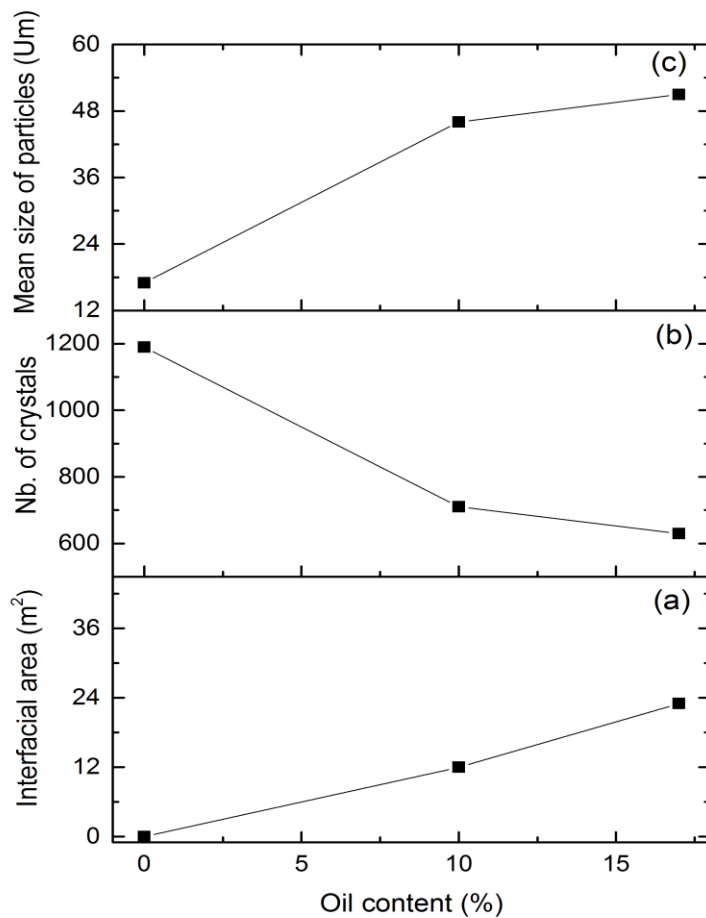 Mean size of particles (Um)
60
48
36
24
12
(c)
Nb. of crystals
1200
1000
800
600
(b)
Interfacial area (m²)
36
24
12
0
(a)
0 5 10 15
Oil content (%)